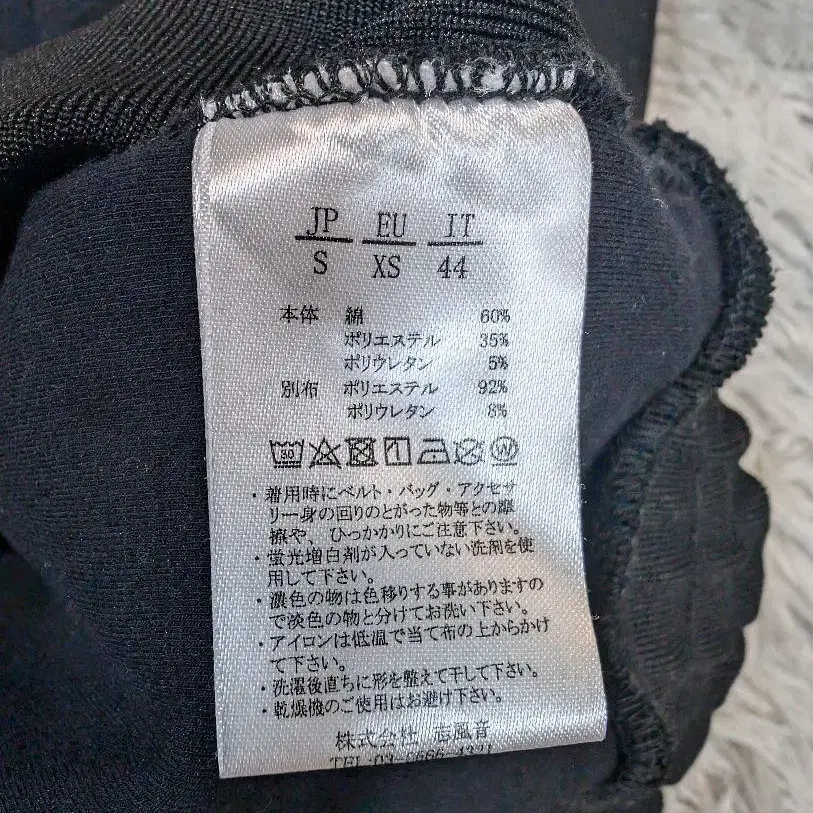 JP EU IT
S XS 44
本体 綿 60%
ポリエステル 35%
ポリウレタン 5%
別布 ポリエステル 92%
ポリウレタン 8%
30 W
・着用時にベルト・バッグ・アクセサ
リー身の回りのとがった物等との摩
擦や、ひっかかりにご注意下さい。
・蛍光増白剤が入っていない洗剤を使
用して下さい。
・濃色の物は色移りする事がありますの
で淡色の物と分けてお洗い下さい。
・アイロンは低温で当て布の上からかけ
て下さい。
・洗濯後直ちに形を整えて干して下さい。
・乾燥機のご使用はお避け下さい。
株式会社 志風音
TEL:03-